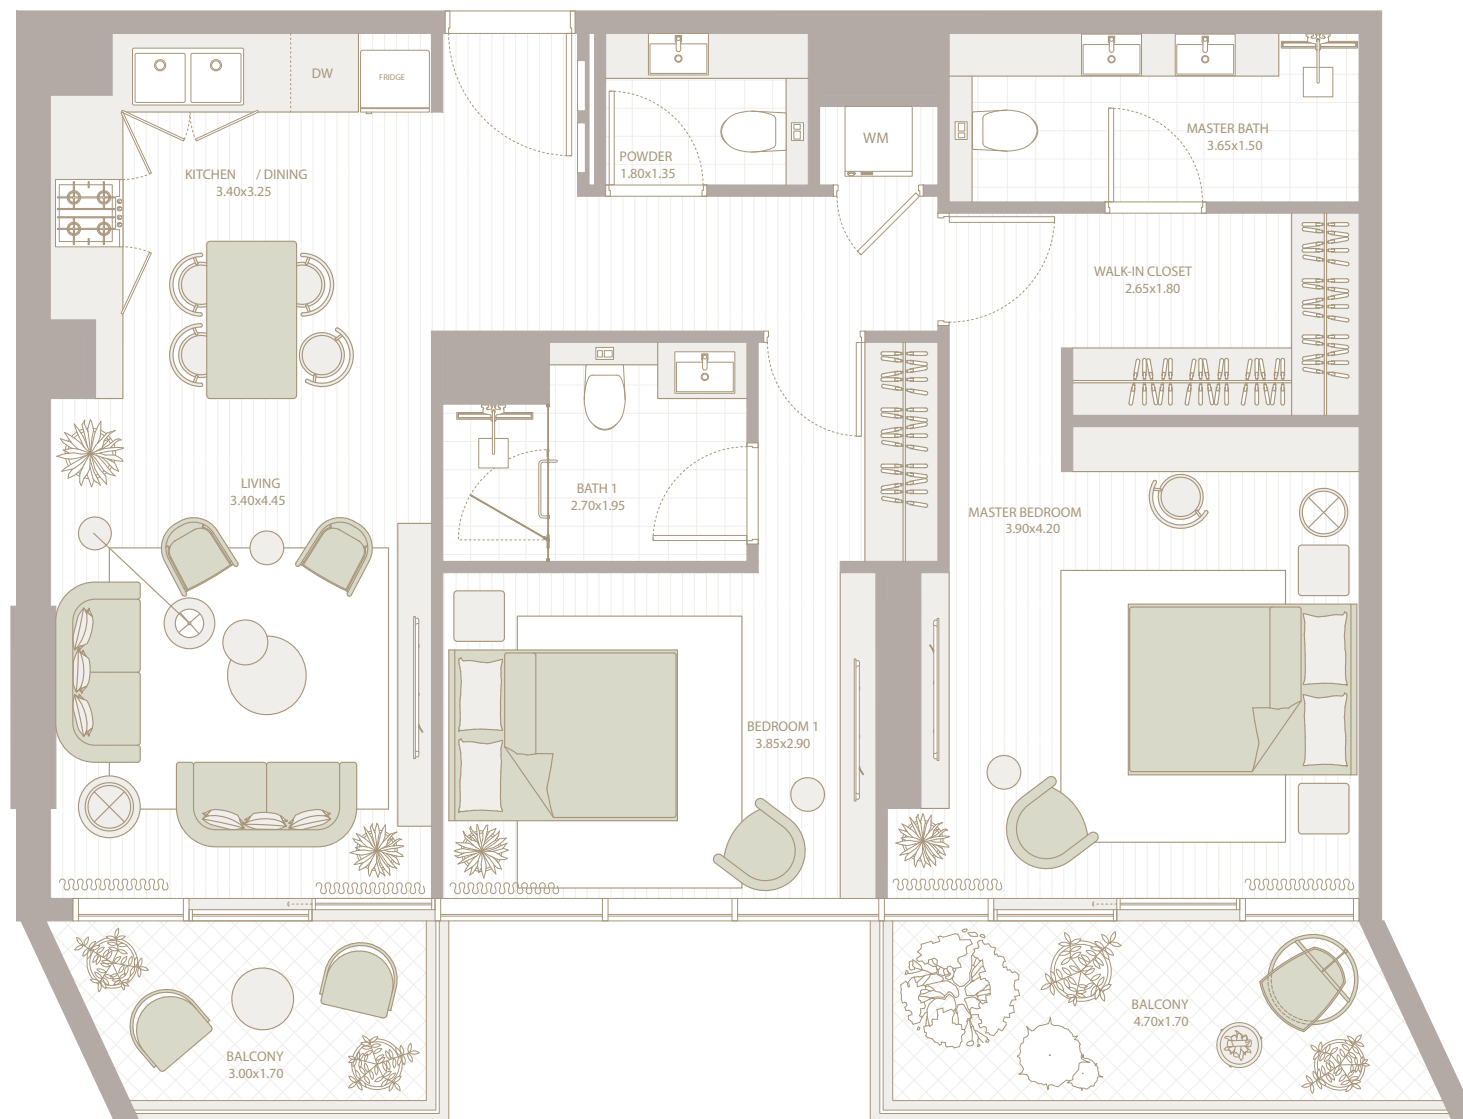 DW
FRIDGE
KITCHEN / DINING
3.40x3.25
POWDER
1.80x1.35
WM
MASTER BATH
3.65x1.50
WALK-IN CLOSET
2.65x1.80
LIVING
3.40x4.45
BATH 1
2.70x1.95
MASTER BEDROOM
3.90x4.20
BEDROOM 1
3.85x2.90
BALCONY
3.00x1.70
BALCONY
4.70x1.70